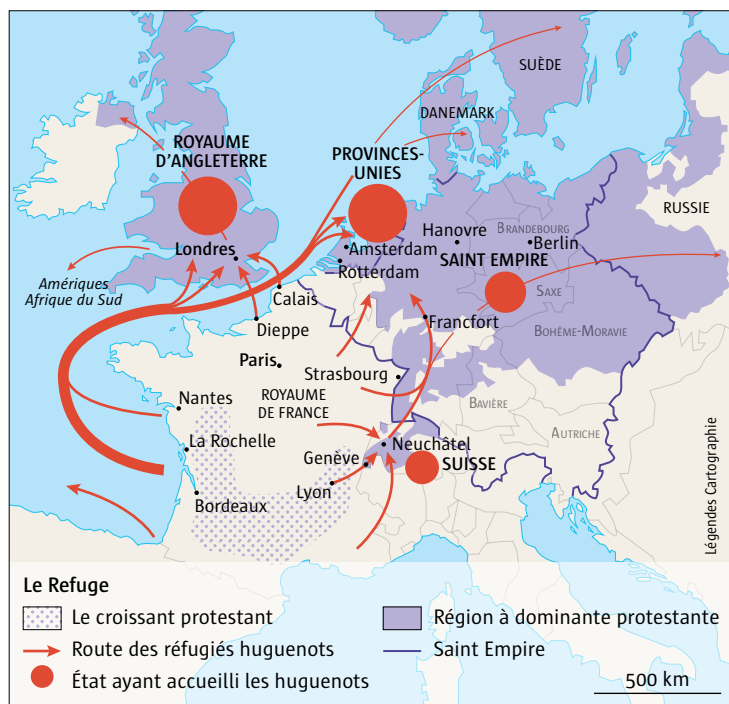 SUÈDE
DANEMARK
ROYAUME
D'ANGLETERRE
PROVINCES-
UNIES
RUSSIE
Hanovre
BRANDEBOURG
Berlin
Londres
Amsterdam
SAINT EMPIRE
Rotterdam
Amériques
Afrique du Sud
SAXE
Calais
Dieppe
Francfort
BOHÊME-MORAVIE
Paris
Strasbourg
Nantes
ROYAUME
DE FRANCE
BAVIÈRE
AUTRICHE
La Rochelle
Neuchâtel
Genève
SUISSE
Lyon
Bordeaux
Légendes Cartographie
Le Refuge
Le croissant protestant
Région à dominante protestante
Route des réfugiés huguenots
Saint Empire
État ayant accueilli les huguenots
500 km